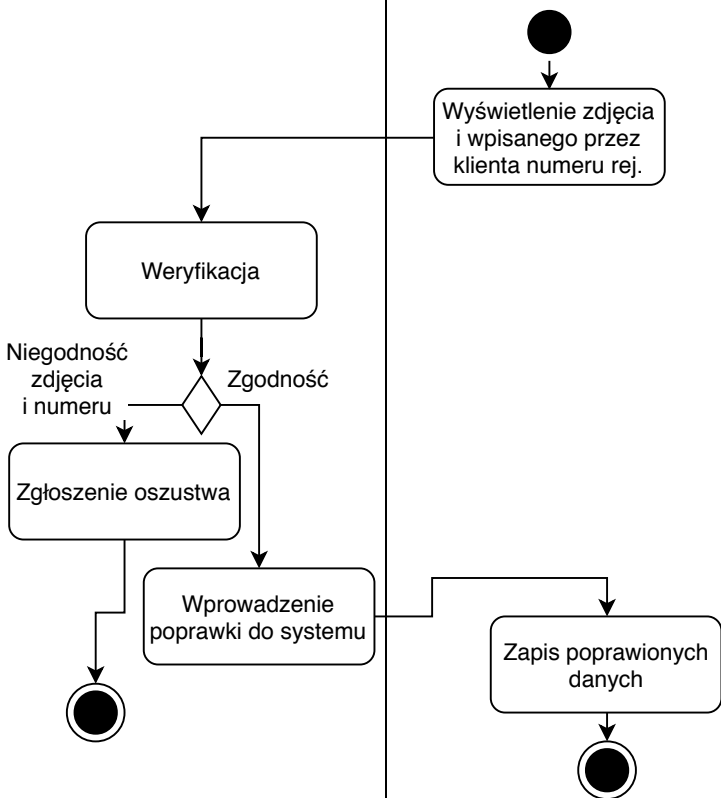 Wyświetlenie zdjęcia
i wpisanego przez
klienta numeru rej.
Weryfikacja
Niegodność
zdjęcia
i numeru
Zgodność
Zgłoszenie oszustwa
Wprowadzenie
poprawki do systemu
Zapis poprawionych
danych